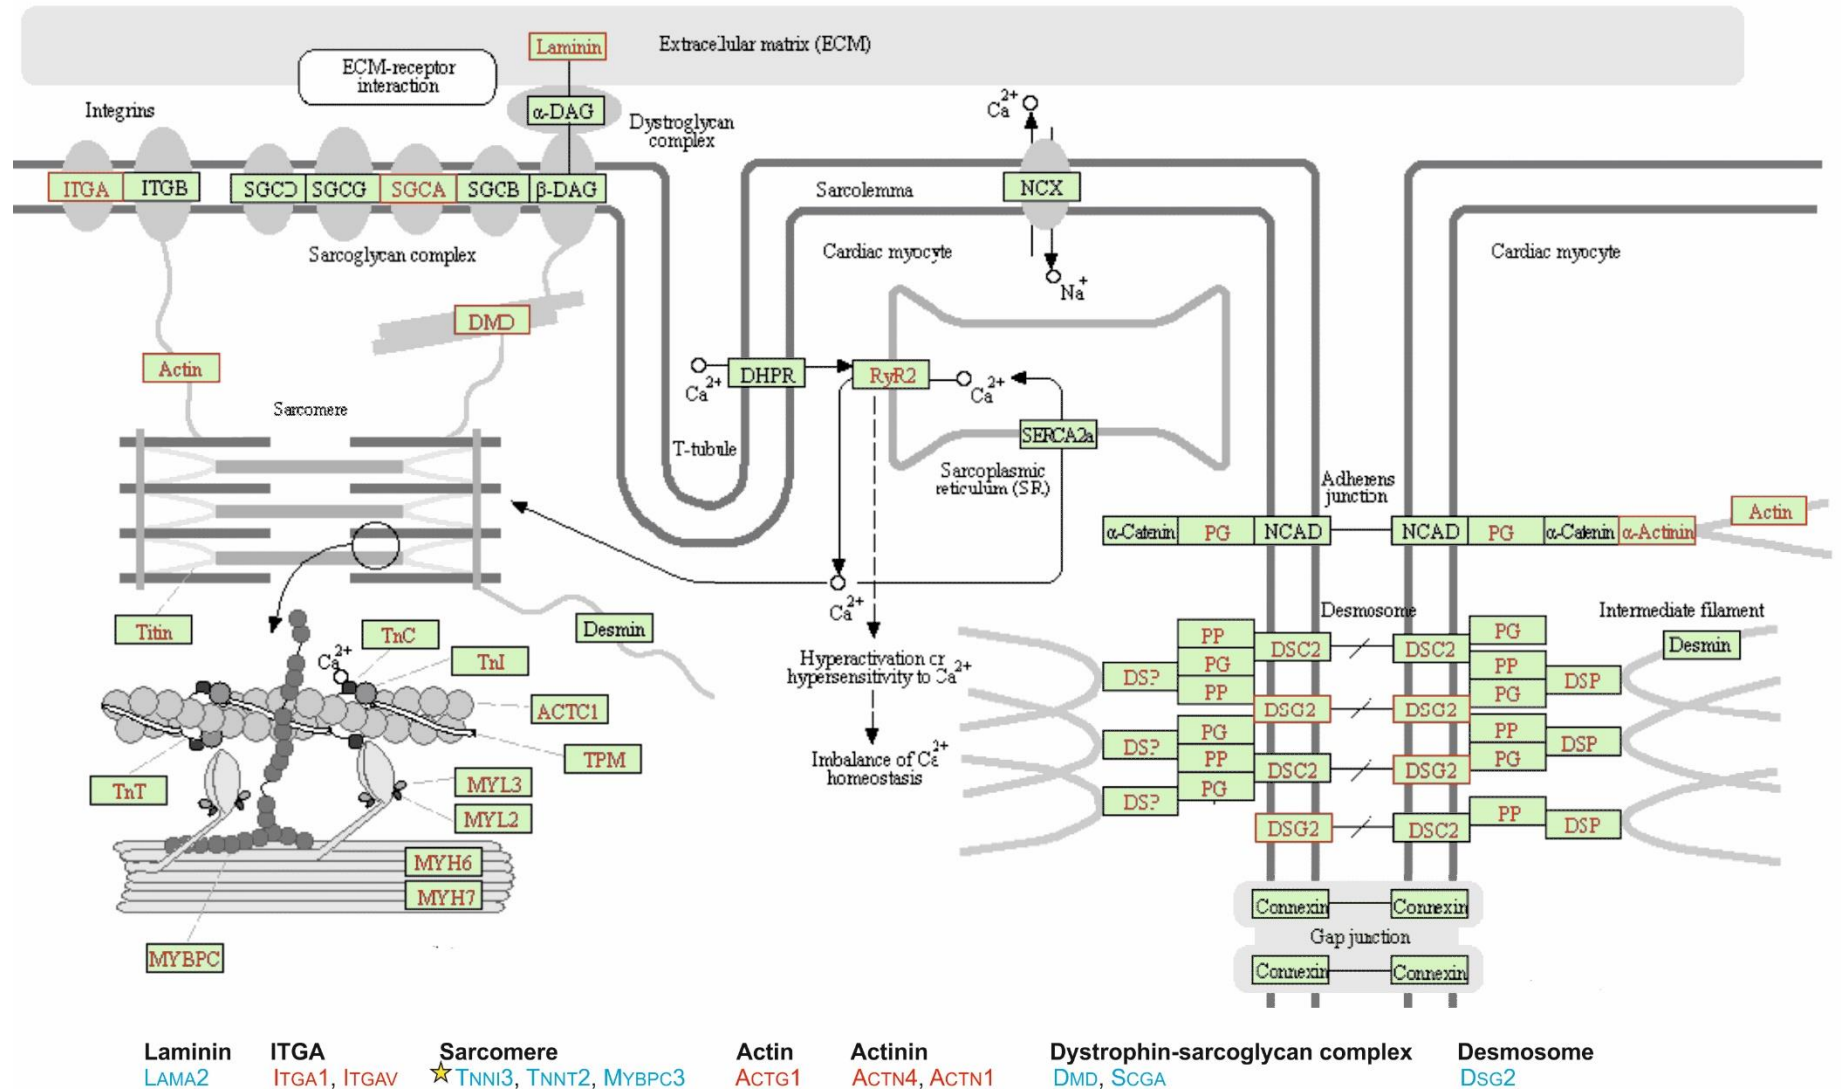 Laminin
Extracellular matrix (ECM)
ECM-receptor
interaction
α-DAG
Integrins
Dystroglycan
complex
Ca2+
ITGA
ITGB
SGCD
SGCG
SGCA
SGCB
β-DAG
Sarcolemma
NCX
Sarcoglycan complex
Cardiac myocyte
Cardiac myocyte
Na+
DMD
Actin
DHPR
RyR2
Ca2+
Ca2+
Sarcomere
T-tubule
SERCA2a
Sarcoplasmic
reticulum (SR)
Adherens
junction
Actin
α-Catenin
PG
NCAD
NCAD
PG
α-Catenin
α-Actinin
Ca2+
Titin
TnC
Desmin
Ca2+
TnI
ACTC1
TPM
TnT
MYL3
MYL2
MYH6
MYH7
MYBPC
Hyperactivation or
hypersensitivity to Ca2+
Imbalance of Ca2+
homeostasis
Desmosome
Intermediate filament
Desmin
PP
DSC2
DSC2
PG
DSP
PG
PP
DSP
PP
PG
DSG2
DSG2
PG
PP
DSP
PP
DSP
DSC2
DSG2
PG
DSP
PG
DSG2
DSC2
PP
DSP
Connexin
Connexin
Gap junction
Connexin
Connexin
Laminin ITGA Sarcomere Actin Actinin Dystrophin-sarcoglycan complex Desmosome
LAMA2 ITGA1, ITGAV TNNI3, TNNT2, MYBPC3 ACTG1 ACTN4, ACTN1 DMD, SCGA DSG2